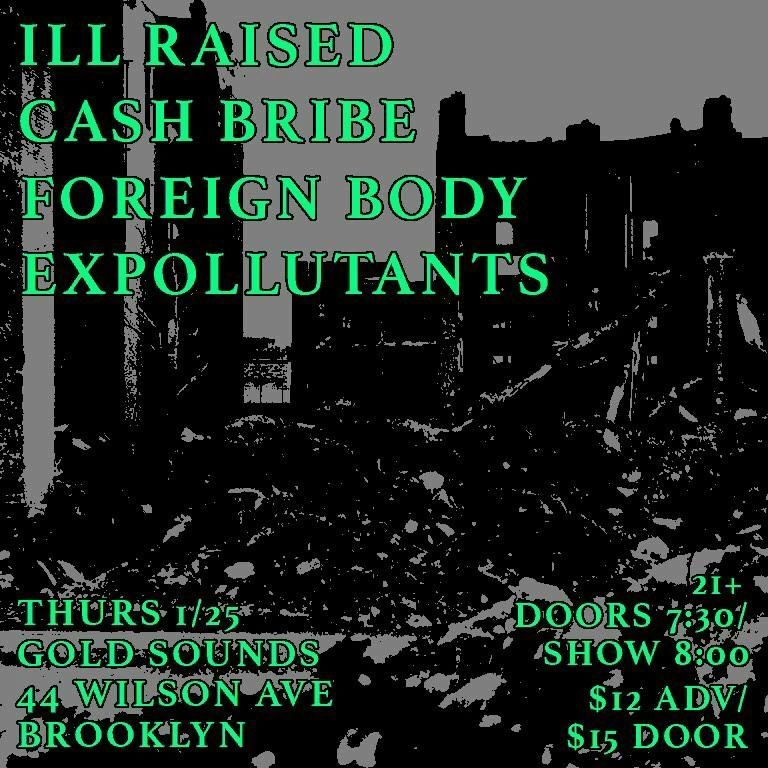 ILL RAISED
CASH BRIBE
FOREIGN BODY
EXPOLLUTANTS
THURS 1/25
GOLD SOUNDS
44 WILSON AVE
BROOKLYN
21+
DOORS 7:30/
SHOW 8:00
$12 ADV/
$15 DOOR